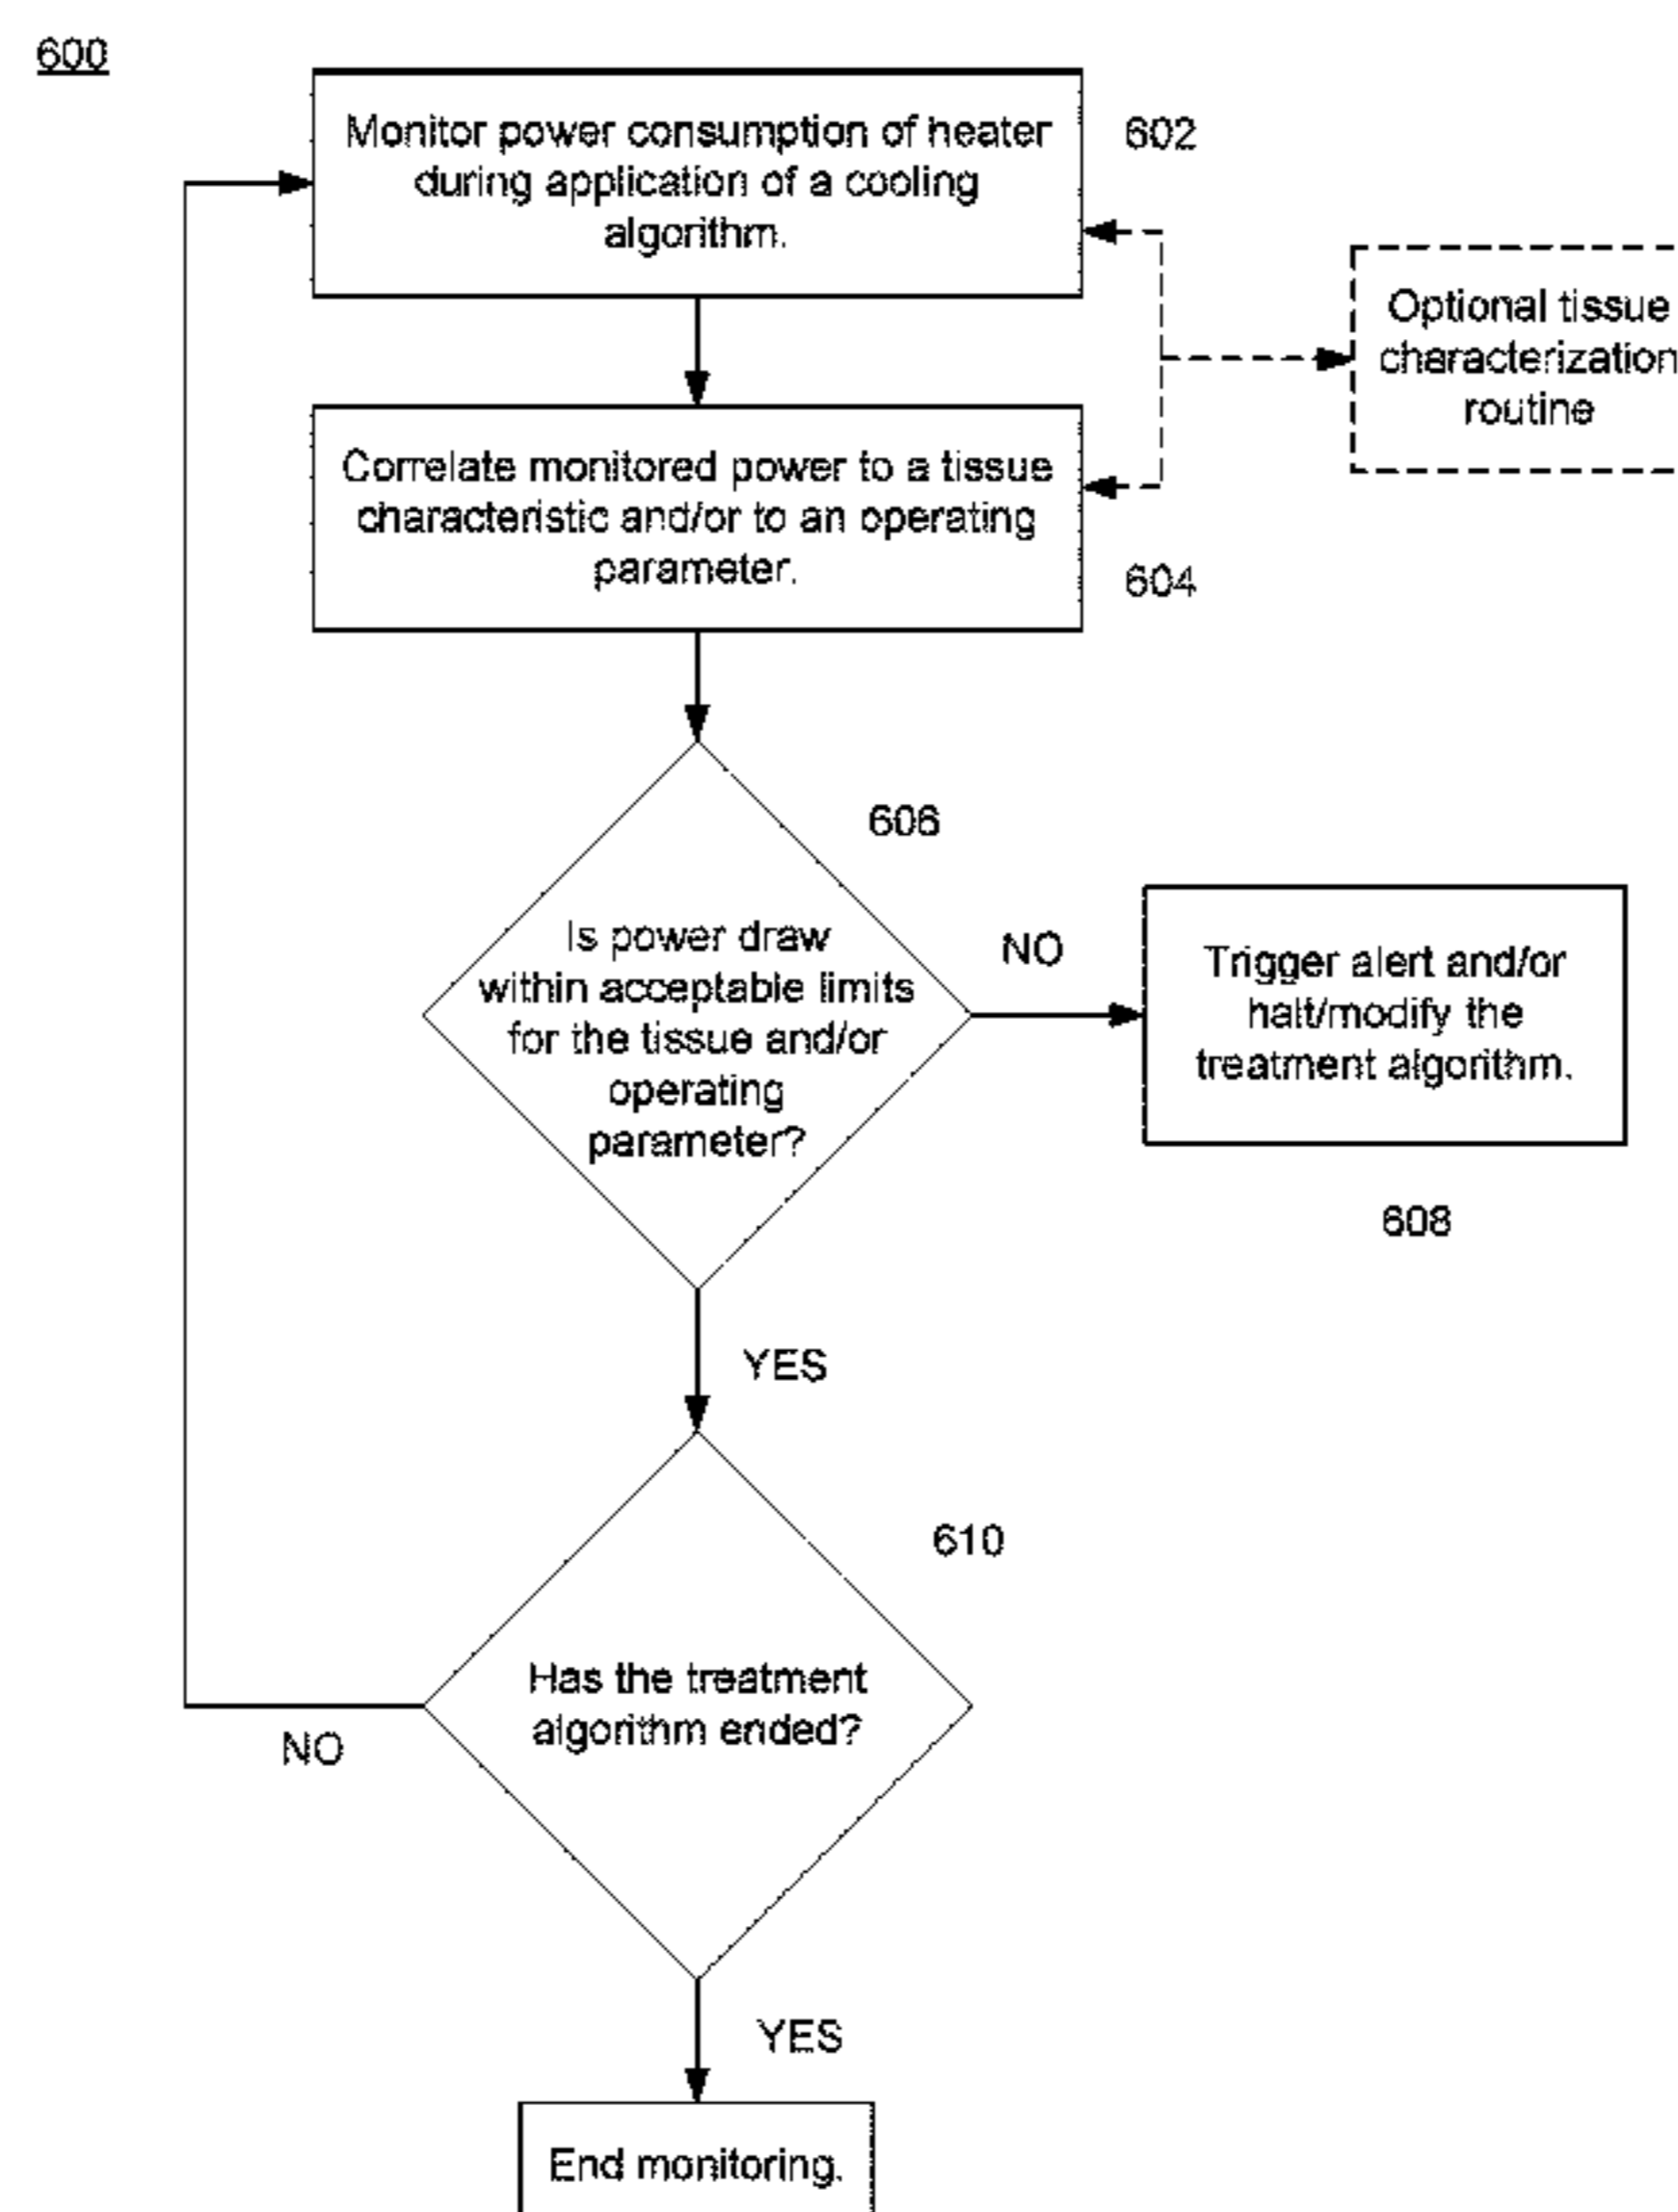 600
Monitor power consumption of heater
during application of a cooling
algorithm.
602
Optional tissue
characterization
routine
Correlate monitored power to a tissue
characteristic and/or to an operating
parameter.
604
606
Is power draw
within acceptable limits
for the tissue and/or
operating
parameter?
NO
Trigger alert and/or
halt/modify the
treatment algorithm.
608
YES
610
Has the treatment
algorithm ended?
NO
YES
End monitoring.